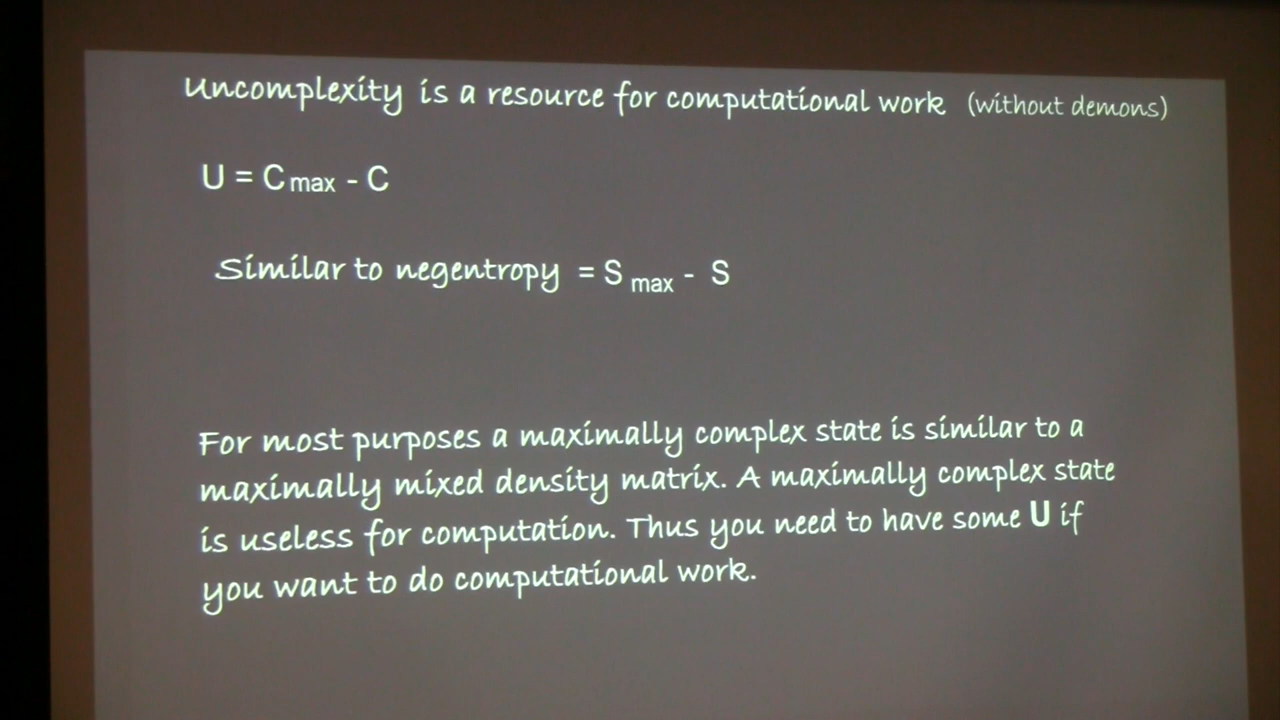 Uncomplexity is a resource for computational work (without demons)
U = Cmax - C
Similar to negentropy = S max - S
For most purposes a maximally complex state is similar to a
maximally mixed density matrix. A maximally complex state
is useless for computation. Thus you need to have some U if
you want to do computational work.